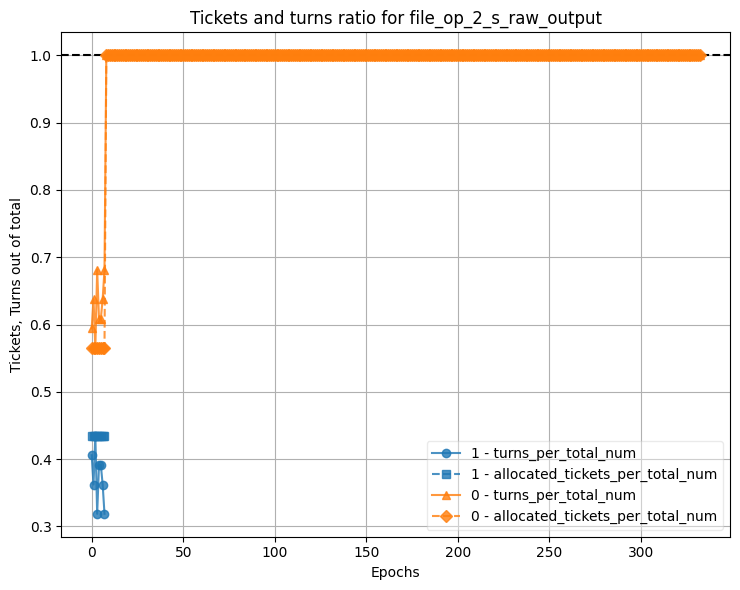 Tickets and turns ratio for file_op_2_s_raw_output
Tickets, Turns out of total
1.0
0.9
0.8
0.7
0.6
0.5
0.4
0.3
0 50 100 150 200 250 300
Epochs
1 - turns_per_total_num
1 - allocated_tickets_per_total_num
0 - turns_per_total_num
0 - allocated_tickets_per_total_num